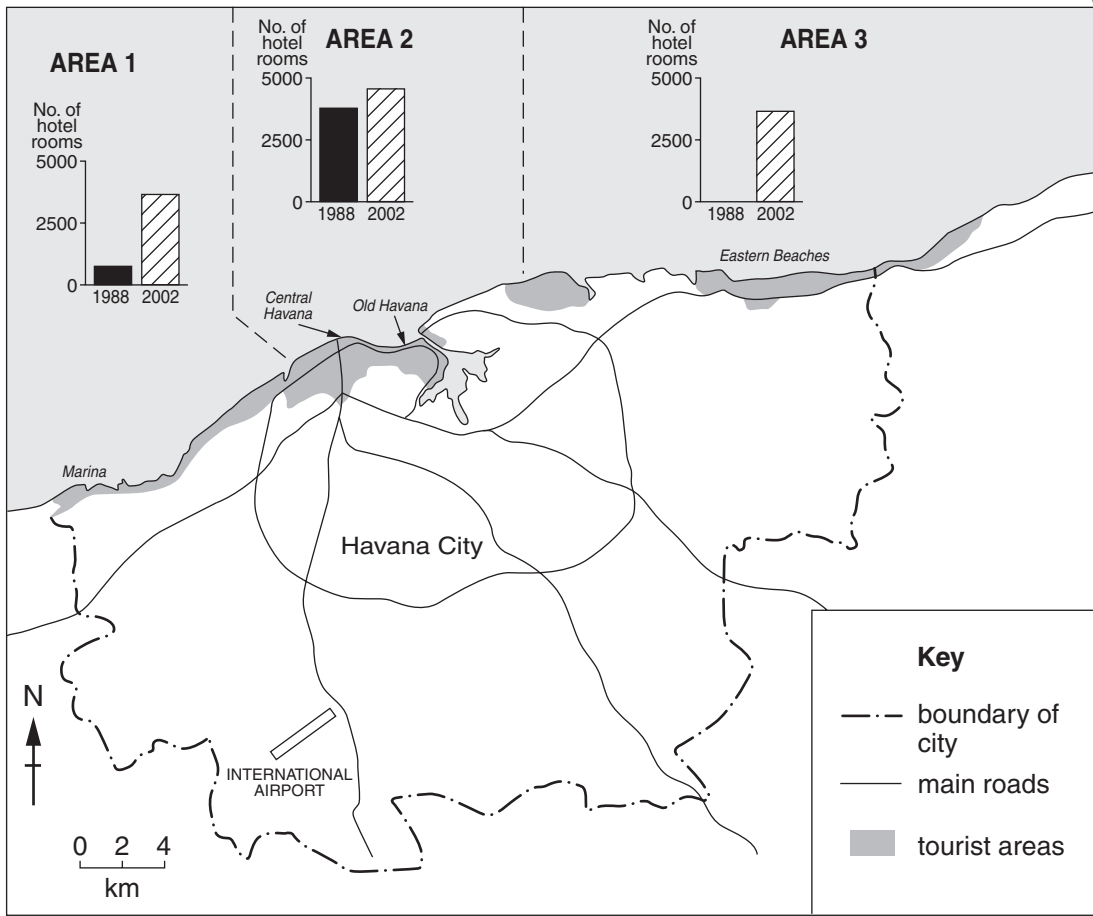 AREA 1
No. of
hotel
rooms
5000
2500
0
1988 2002
AREA 2
No. of
hotel
rooms
5000
2500
0
1988 2002
AREA 3
No. of
hotel
rooms
5000
2500
0
1988 2002
Eastern Beaches
Central
Havana
Old Havana
Marina
Havana City
N
INTERNATIONAL
AIRPORT
0 2 4
km
Key
boundary of
city
main roads
tourist areas